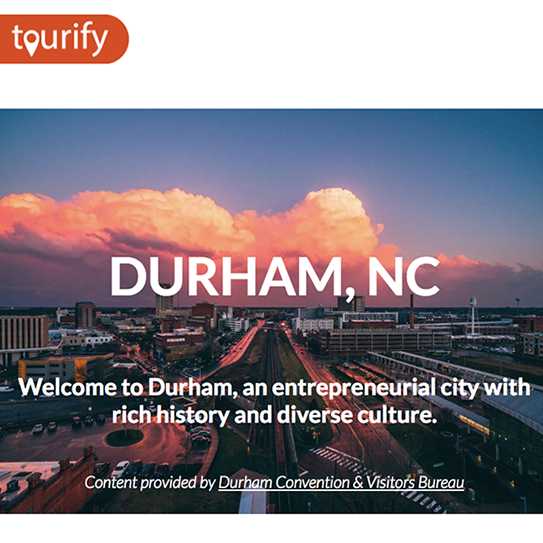 tourify
DURHAM, NC
Welcome to Durham, an entrepreneurial city with
rich history and diverse culture.
Content provided by Durham Convention & Visitors Bureau